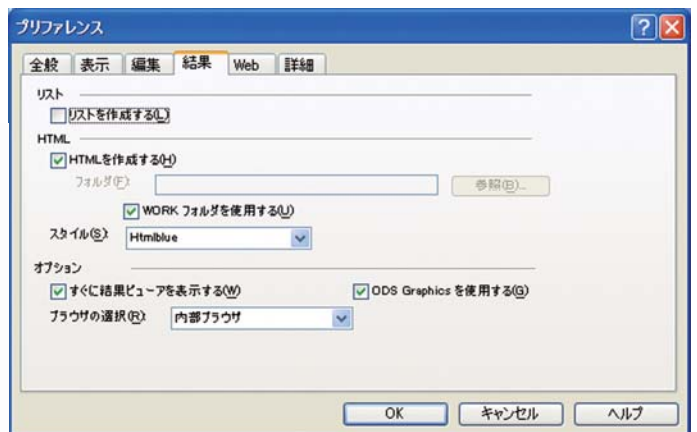 プリファレンス
全般 表示 編集 結果 Web 詳細
リスト
リストを作成する(L)
HTML
HTMLを作成する(H)
フォルダ(F): 参照(B)...
WORK フォルダを使用する(U)
スタイル(S): Htmlblue
オプション
すぐに結果ビューアを表示する(W) ODS Graphics を使用する(G)
ブラウザの選択(R): 内部ブラウザ
OK キャンセル ヘルプ